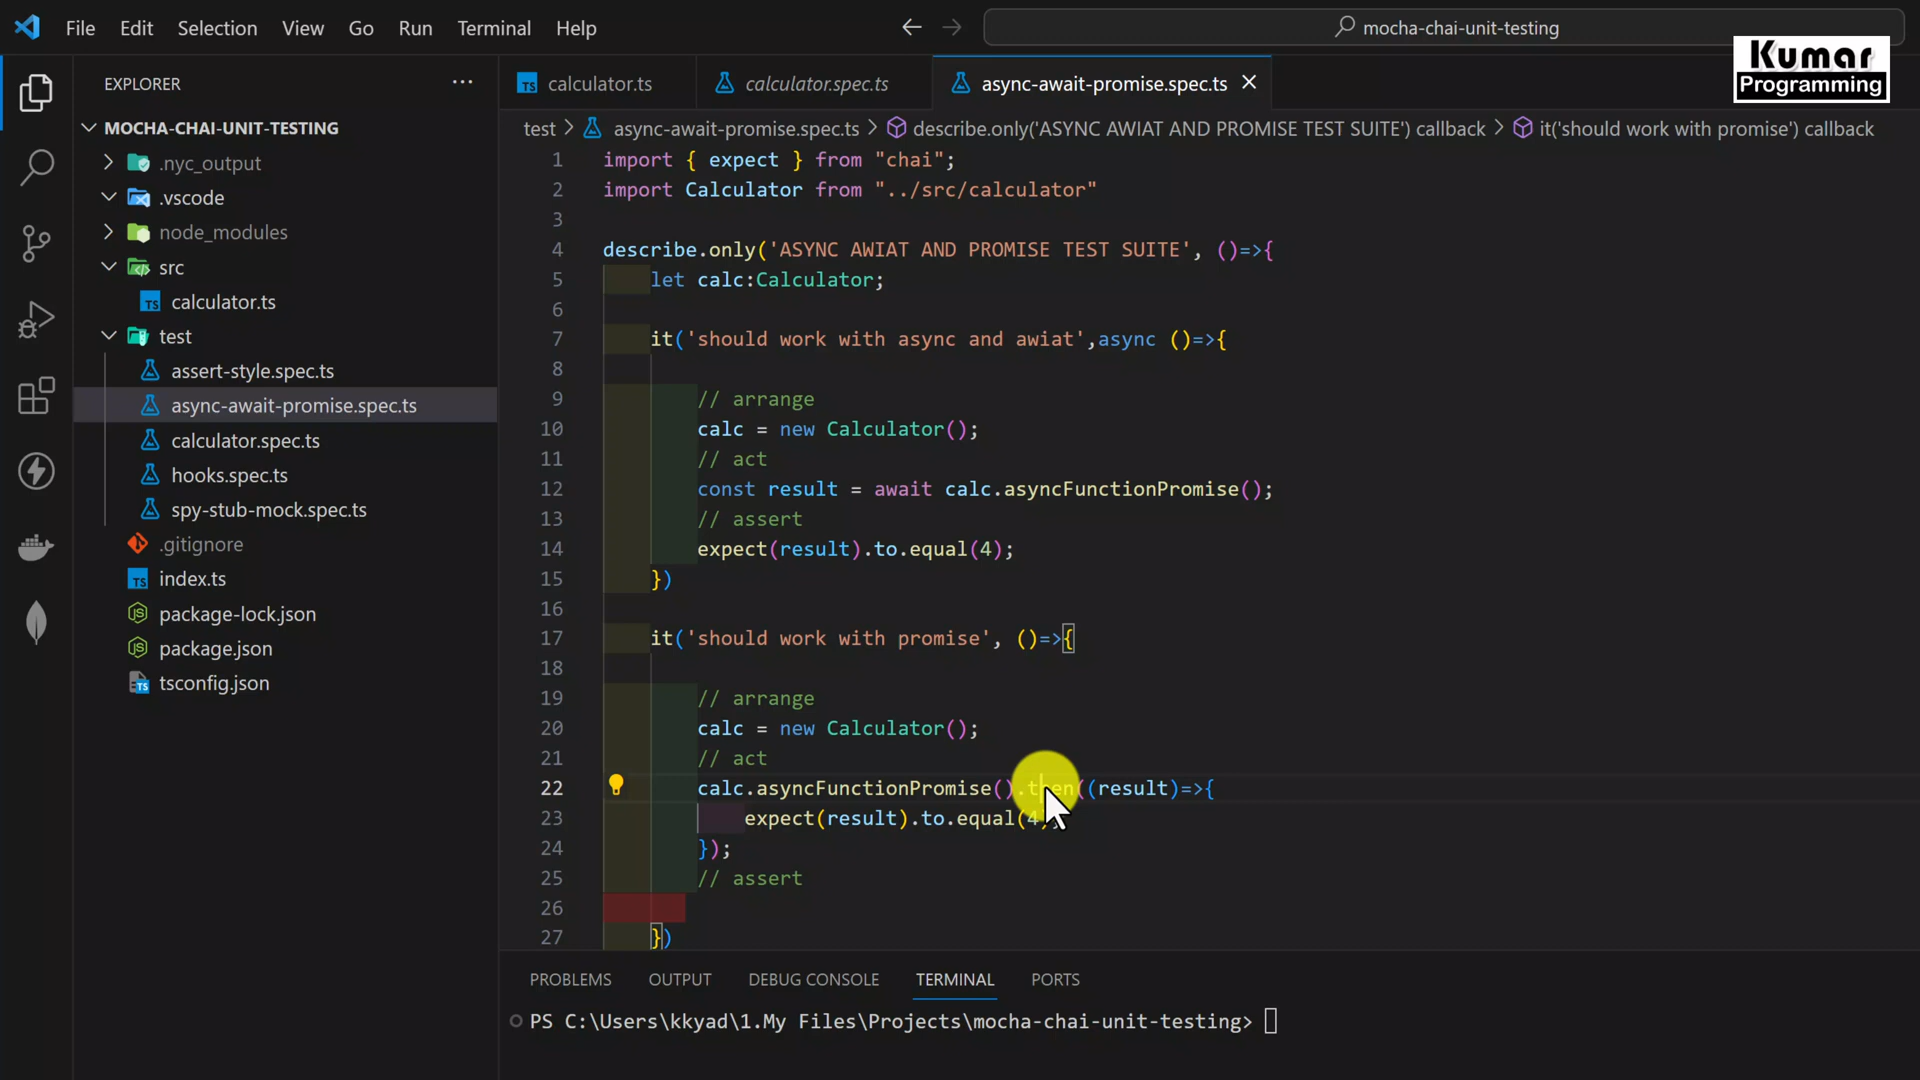 File Edit Selection View Go Run Terminal Help
mocha-chai-unit-testing
Kumar
Programming
EXPLORER
MOCHA-CHAI-UNIT-TESTING
.nyc_output
.vscode
node_modules
src
calculator.ts
test
assert-style.spec.ts
async-await-promise.spec.ts
calculator.spec.ts
hooks.spec.ts
spy-stub-mock.spec.ts
.gitignore
index.ts
package-lock.json
package.json
tsconfig.json
calculator.ts calculator.spec.ts async-await-promise.spec.ts
test > async-await-promise.spec.ts > describe.only('ASYNC AWIAT AND PROMISE TEST SUITE') callback > it('should work with promise') callback
1 import { expect } from "chai";
2 import Calculator from "../src/calculator"
3
4 describe.only('ASYNC AWIAT AND PROMISE TEST SUITE', ()=>{
5 let calc:Calculator;
6
7 it('should work with async and awiat',async ()=>{
8
9 // arrange
10 calc = new Calculator();
11 // act
12 const result = await calc.asyncFunctionPromise();
13 // assert
14 expect(result).to.equal(4);
15 })
16
17 it('should work with promise', ()=>{
18
19 // arrange
20 calc = new Calculator();
21 // act
22 calc.asyncFunctionPromise().then((result)=>{
23 expect(result).to.equal(4);
24 });
25 // assert
26
27 })
PROBLEMS OUTPUT DEBUG CONSOLE TERMINAL PORTS
PS C:\Users\kkyad\1.My Files\Projects\mocha-chai-unit-testing>